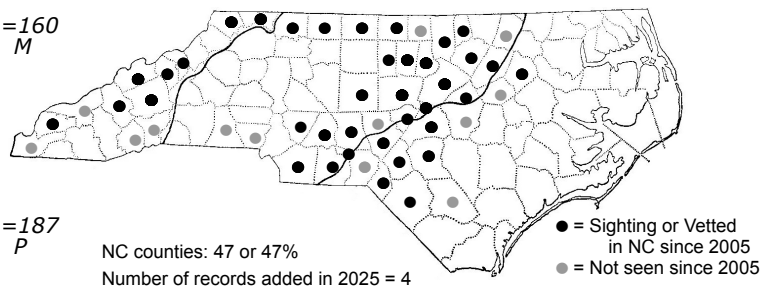 =160
M
=187
P
NC counties: 47 or 47%
Number of records added in 2025 = 4
= Sighting or Vetted
in NC since 2005
= Not seen since 2005